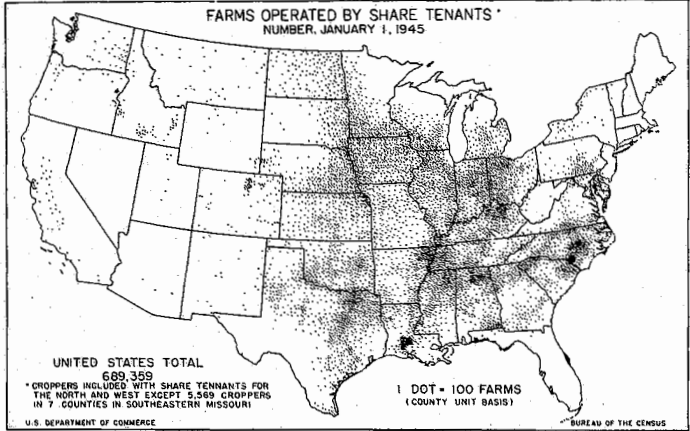 FARMS OPERATED BY SHARE TENANTS *
NUMBER, JANUARY 1, 1945
UNITED STATES TOTAL
689,359
* CROPPERS INCLUDED WITH SHARE TENNANTS FOR
THE NORTH AND WEST EXCEPT 5,569 CROPPERS
IN 7 COUNTIES IN SOUTHEASTERN MISSOURI
1 DOT = 100 FARMS
(COUNTY UNIT BASIS)
U.S. DEPARTMENT OF COMMERCE
BUREAU OF THE CENSUS